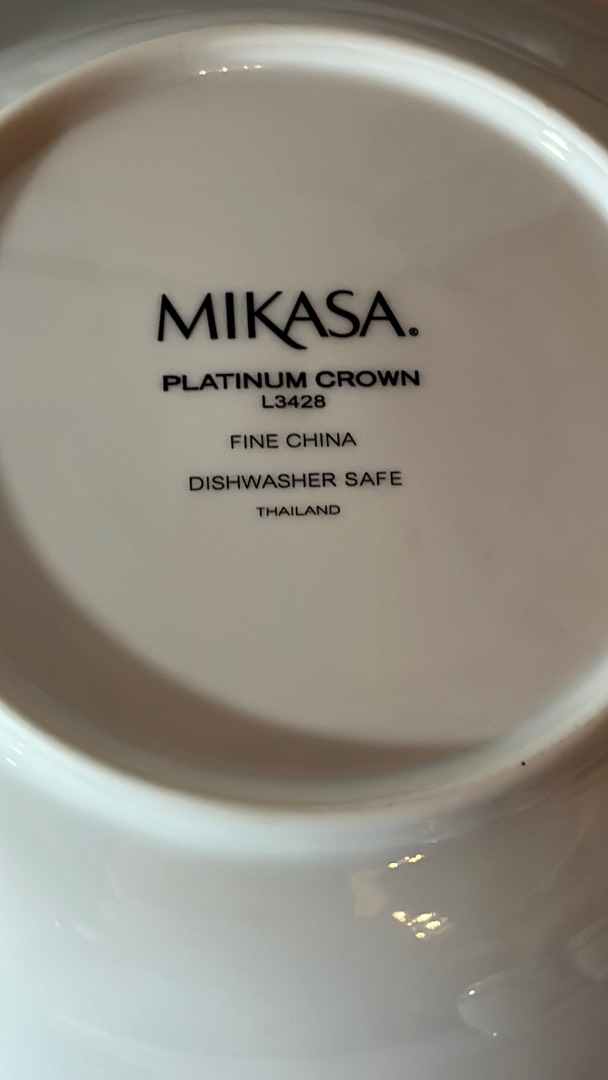 MIKASA.®
PLATINUM CROWN
L3428
FINE CHINA
DISHWASHER SAFE
THAILAND